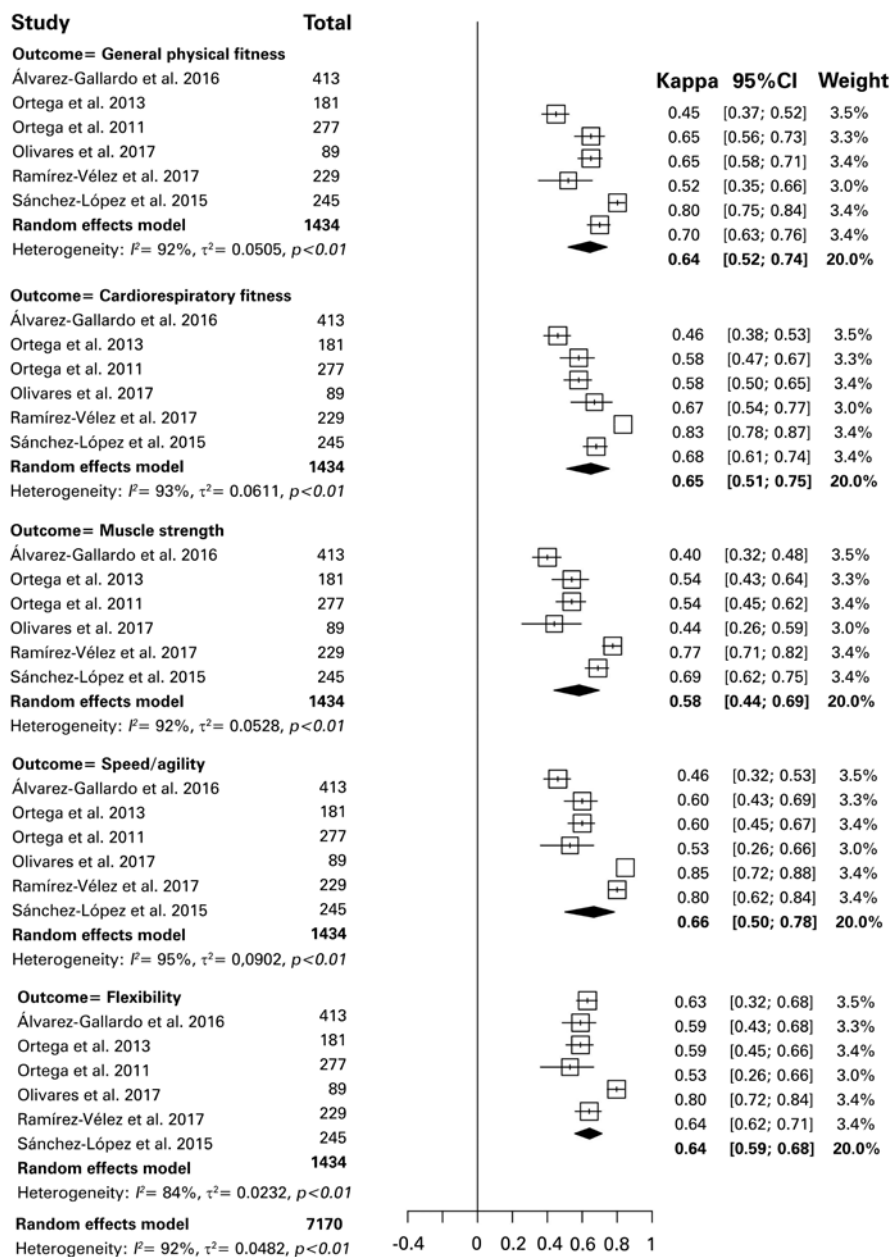 Study Total
Kappa 95%CI Weight
Outcome= General physical fitness
Álvarez-Gallardo et al. 2016 413 0.45 [0.37; 0.52] 3.5%
Ortega et al. 2013 181 0.65 [0.56; 0.73] 3.3%
Ortega et al. 2011 277 0.65 [0.58; 0.71] 3.4%
Olivares et al. 2017 89 0.52 [0.35; 0.66] 3.0%
Ramírez-Vélez et al. 2017 229 0.80 [0.75; 0.84] 3.4%
Sánchez-López et al. 2015 245 0.70 [0.63; 0.76] 3.4%
Random effects model 1434 0.64 [0.52; 0.74] 20.0%
Heterogeneity: I²= 92%, τ²= 0.0505, p<0.01
Outcome= Cardiorespiratory fitness
Álvarez-Gallardo et al. 2016 413 0.46 [0.38; 0.53] 3.5%
Ortega et al. 2013 181 0.58 [0.47; 0.67] 3.3%
Ortega et al. 2011 277 0.58 [0.50; 0.65] 3.4%
Olivares et al. 2017 89 0.67 [0.54; 0.77] 3.0%
Ramírez-Vélez et al. 2017 229 0.83 [0.78; 0.87] 3.4%
Sánchez-López et al. 2015 245 0.68 [0.61; 0.74] 3.4%
Random effects model 1434 0.65 [0.51; 0.75] 20.0%
Heterogeneity: I²= 93%, τ²= 0.0611, p<0.01
Outcome= Muscle strength
Álvarez-Gallardo et al. 2016 413 0.40 [0.32; 0.48] 3.5%
Ortega et al. 2013 181 0.54 [0.43; 0.64] 3.3%
Ortega et al. 2011 277 0.54 [0.45; 0.62] 3.4%
Olivares et al. 2017 89 0.44 [0.26; 0.59] 3.0%
Ramírez-Vélez et al. 2017 229 0.77 [0.71; 0.82] 3.4%
Sánchez-López et al. 2015 245 0.69 [0.62; 0.75] 3.4%
Random effects model 1434 0.58 [0.44; 0.69] 20.0%
Heterogeneity: I²= 92%, τ²= 0.0528, p<0.01
Outcome= Speed/agility
Álvarez-Gallardo et al. 2016 413 0.46 [0.32; 0.53] 3.5%
Ortega et al. 2013 181 0.60 [0.43; 0.69] 3.3%
Ortega et al. 2011 277 0.60 [0.45; 0.67] 3.4%
Olivares et al. 2017 89 0.53 [0.26; 0.66] 3.0%
Ramírez-Vélez et al. 2017 229 0.85 [0.72; 0.88] 3.4%
Sánchez-López et al. 2015 245 0.80 [0.62; 0.84] 3.4%
Random effects model 1434 0.66 [0.50; 0.78] 20.0%
Heterogeneity: I²= 95%, τ²= 0,0902, p<0.01
Outcome= Flexibility
Álvarez-Gallardo et al. 2016 413 0.63 [0.32; 0.68] 3.5%
Ortega et al. 2013 181 0.59 [0.43; 0.68] 3.3%
Ortega et al. 2011 277 0.59 [0.45; 0.66] 3.4%
Olivares et al. 2017 89 0.53 [0.26; 0.66] 3.0%
Ramírez-Vélez et al. 2017 229 0.80 [0.72; 0.84] 3.4%
Sánchez-López et al. 2015 245 0.64 [0.62; 0.71] 3.4%
Random effects model 1434 0.64 [0.59; 0.68] 20.0%
Heterogeneity: I²= 84%, τ²= 0.0232, p<0.01
Random effects model 7170
Heterogeneity: I²= 92%, τ²= 0.0482, p<0.01
-0.4 0 0.2 0.4 0.6 0.8 1